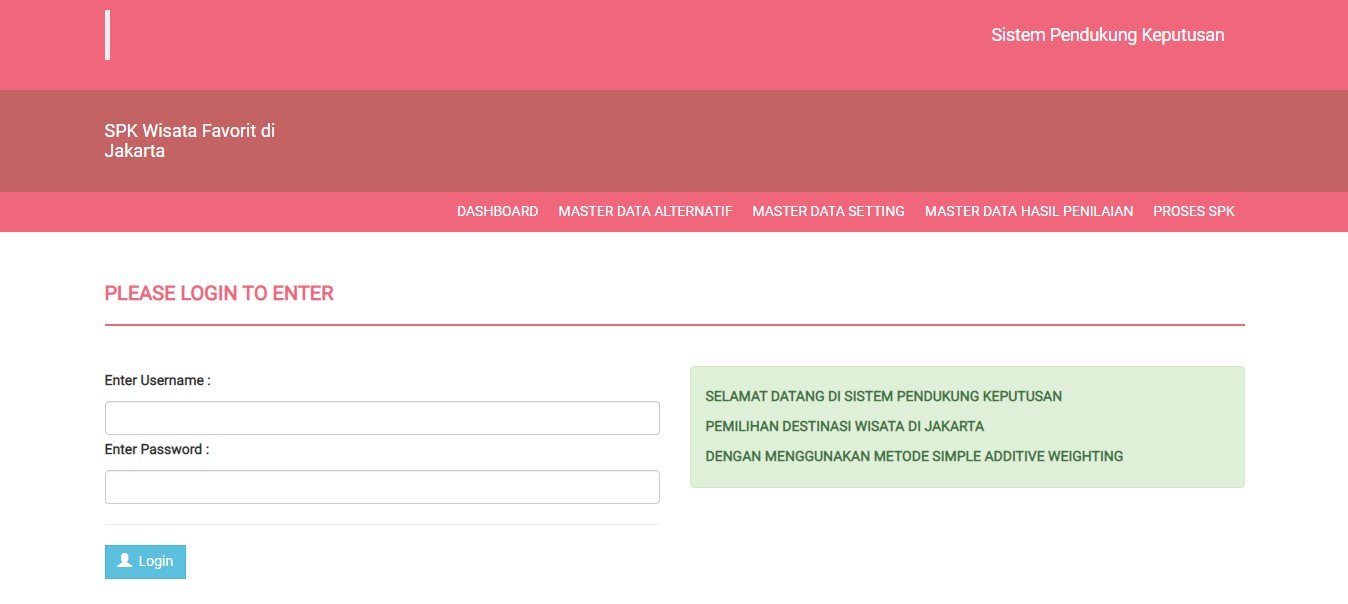 Sistem Pendukung Keputusan
SPK Wisata Favorit di
Jakarta
DASHBOARD MASTER DATA ALTERNATIF MASTER DATA SETTING MASTER DATA HASIL PENILAIAN PROSES SPK
PLEASE LOGIN TO ENTER
Enter Username :
Enter Password :
Login
SELAMAT DATANG DI SISTEM PENDUKUNG KEPUTUSAN
PEMILIHAN DESTINASI WISATA DI JAKARTA
DENGAN MENGGUNAKAN METODE SIMPLE ADDITIVE WEIGHTING